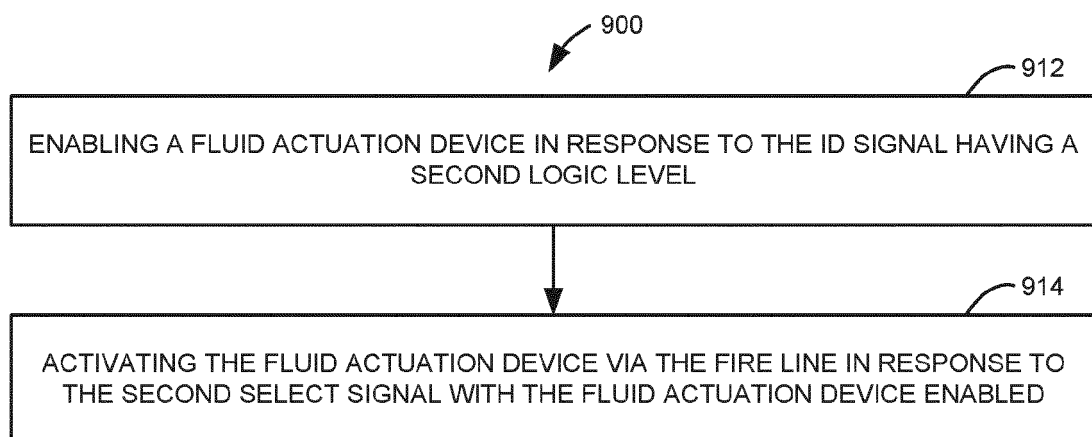 900
912
ENABLING A FLUID ACTUATION DEVICE IN RESPONSE TO THE ID SIGNAL HAVING A
SECOND LOGIC LEVEL
914
ACTIVATING THE FLUID ACTUATION DEVICE VIA THE FIRE LINE IN RESPONSE TO
THE SECOND SELECT SIGNAL WITH THE FLUID ACTUATION DEVICE ENABLED